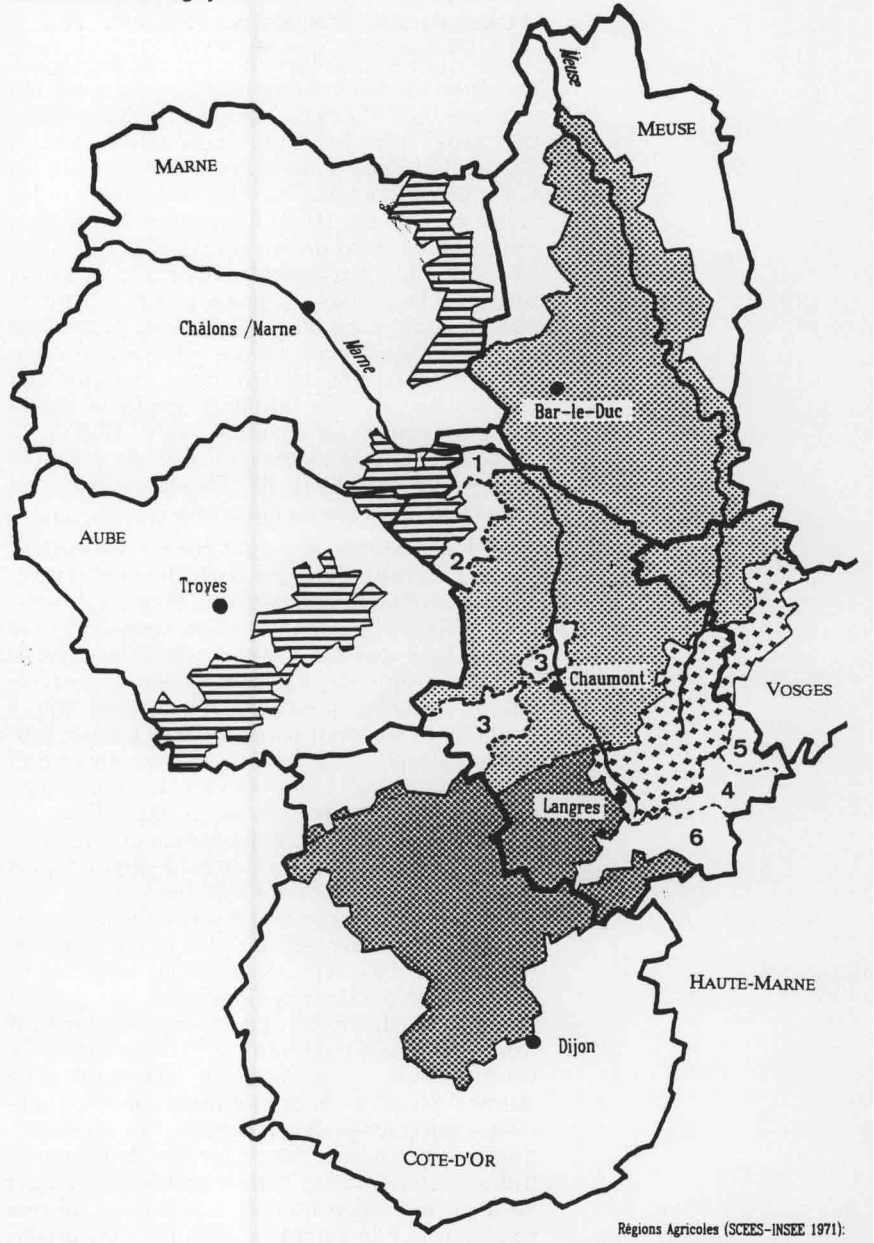 Meuse
MEUSE
MARNE
Châlons /Marne
Marne
Bar-le-Duc
1
AUBE
2
Troyes
3
Chaumont
VOSGES
3
5
4
Langres
6
HAUTE-MARNE
Dijon
COTE-D'OR
Régions Agricoles (SCEES-INSEE 1971):